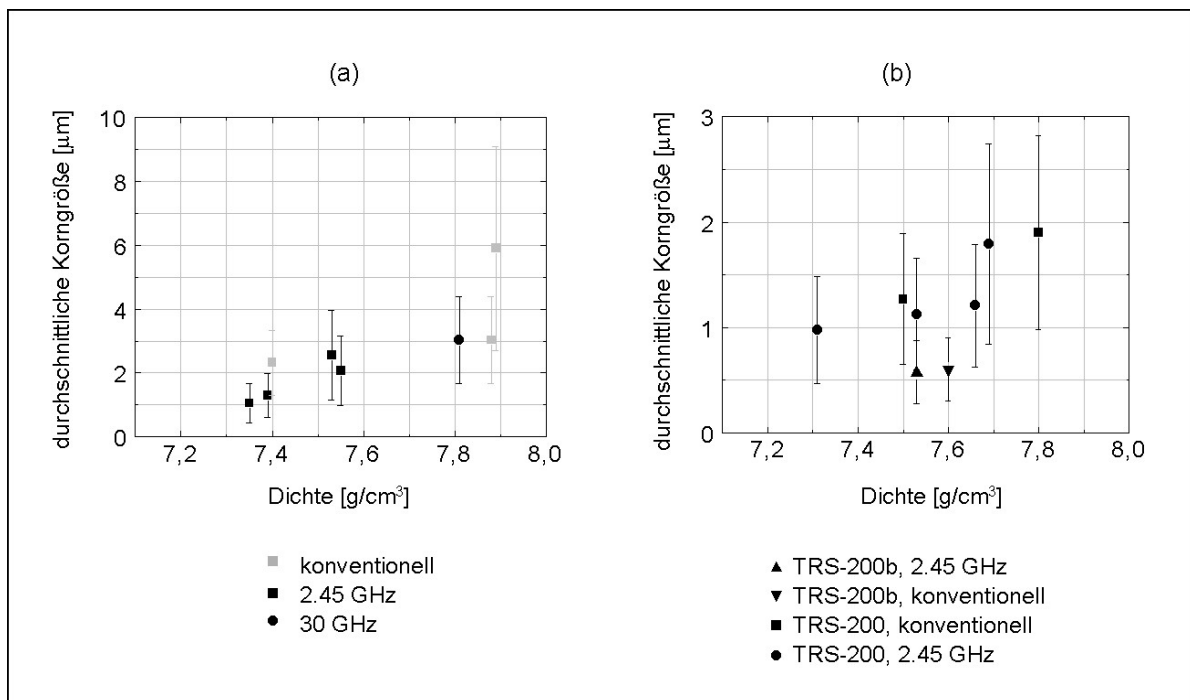 (a)
durchschnittliche Korngröße [µm]
10
8
6
4
2
0
7,2 7,4 7,6 7,8 8,0
Dichte [g/cm³]
konventionell
2.45 GHz
30 GHz
(b)
durchschnittliche Korngröße [µm]
3
2
1
0
7,2 7,4 7,6 7,8 8,0
Dichte [g/cm³]
TRS-200b, 2.45 GHz
TRS-200b, konventionell
TRS-200, konventionell
TRS-200, 2.45 GHz